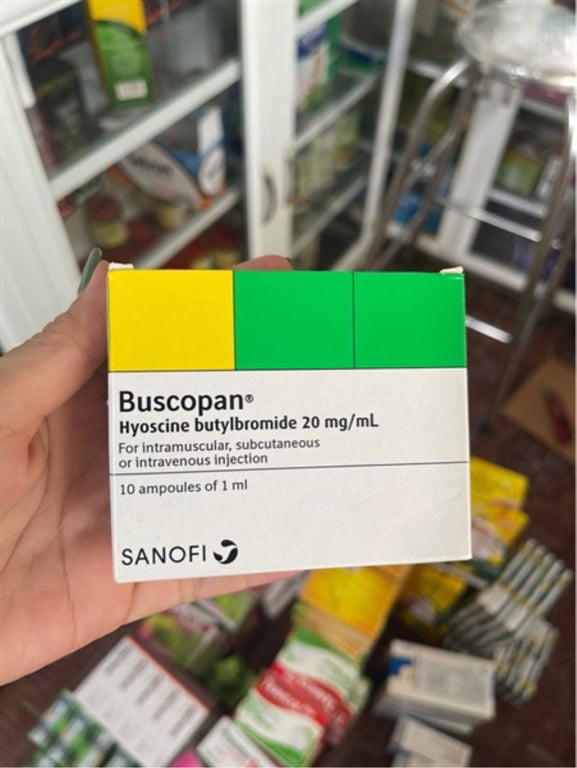 Buscopan®
Hyoscine butylbromide 20 mg/mL
For intramuscular, subcutaneous
or intravenous injection
10 ampoules of 1 ml
SANOFI